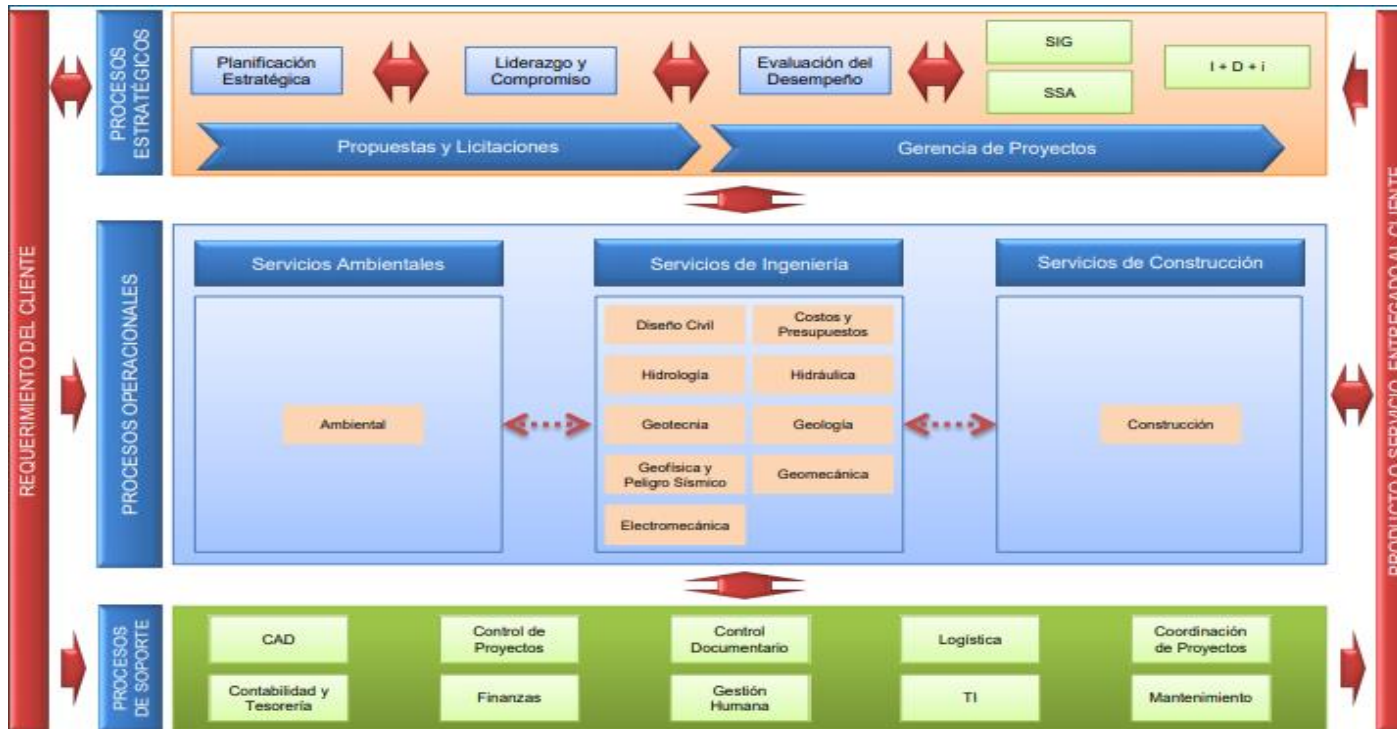 REQUERIMIENTO DEL CLIENTE
PROCESOS
ESTRATÉGICOS
Planificación
Estratégica
Liderazgo y
Compromiso
Evaluación del
Desempeño
SIG
SSA
I + D + i
Propuestas y Licitaciones
Gerencia de Proyectos
PROCESOS OPERACIONALES
Servicios Ambientales
Ambiental
Servicios de Ingeniería
Diseño Civil
Costos y
Presupuestos
Hidrología
Hidráulica
Geotecnia
Geología
Geofísica y
Peligro Sísmico
Geomecánica
Electromecánica
Servicios de Construcción
Construcción
PROCESOS
DE SOPORTE
CAD
Control de
Proyectos
Control
Documentario
Logística
Coordinación
de Proyectos
Contabilidad y
Tesorería
Finanzas
Gestión
Humana
TI
Mantenimiento
PRODUCTO O SERVICIO ENTREGADO AL CLIENTE